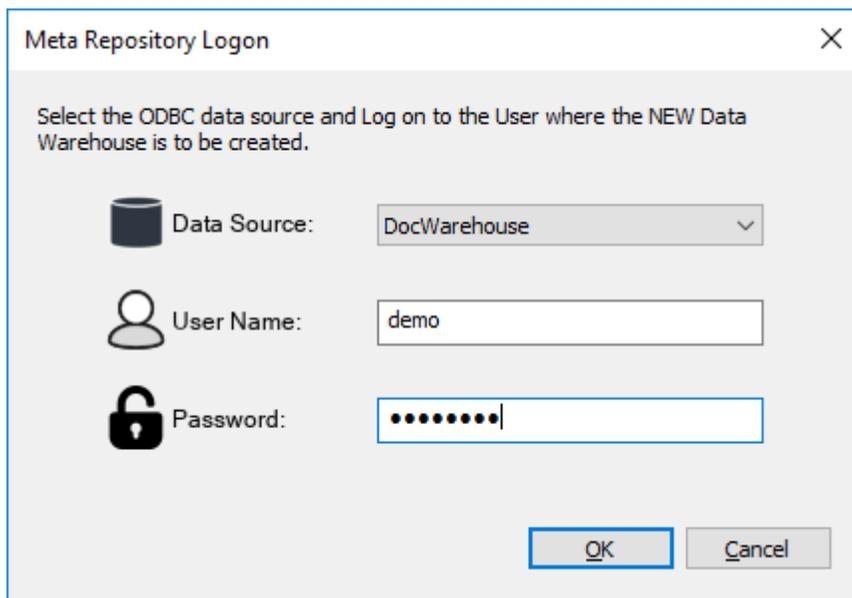 Meta Repository Logon
Select the ODBC data source and Log on to the User where the NEW Data
Warehouse is to be created.
Data Source: DocWarehouse
User Name: demo
Password: ••••••••
OK Cancel